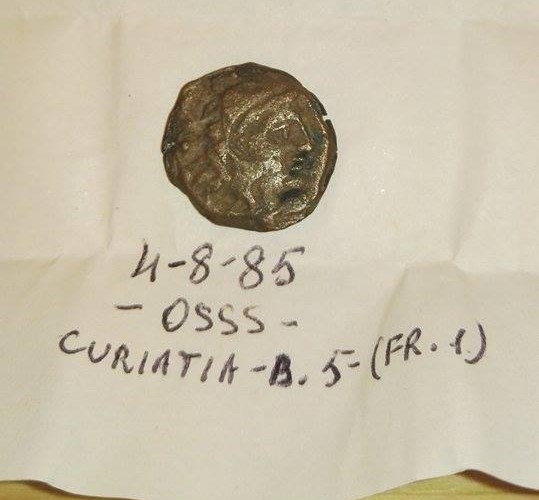 4-8-85
- OSSS -
CURIATIA - B. 5 - (FR. 1.)